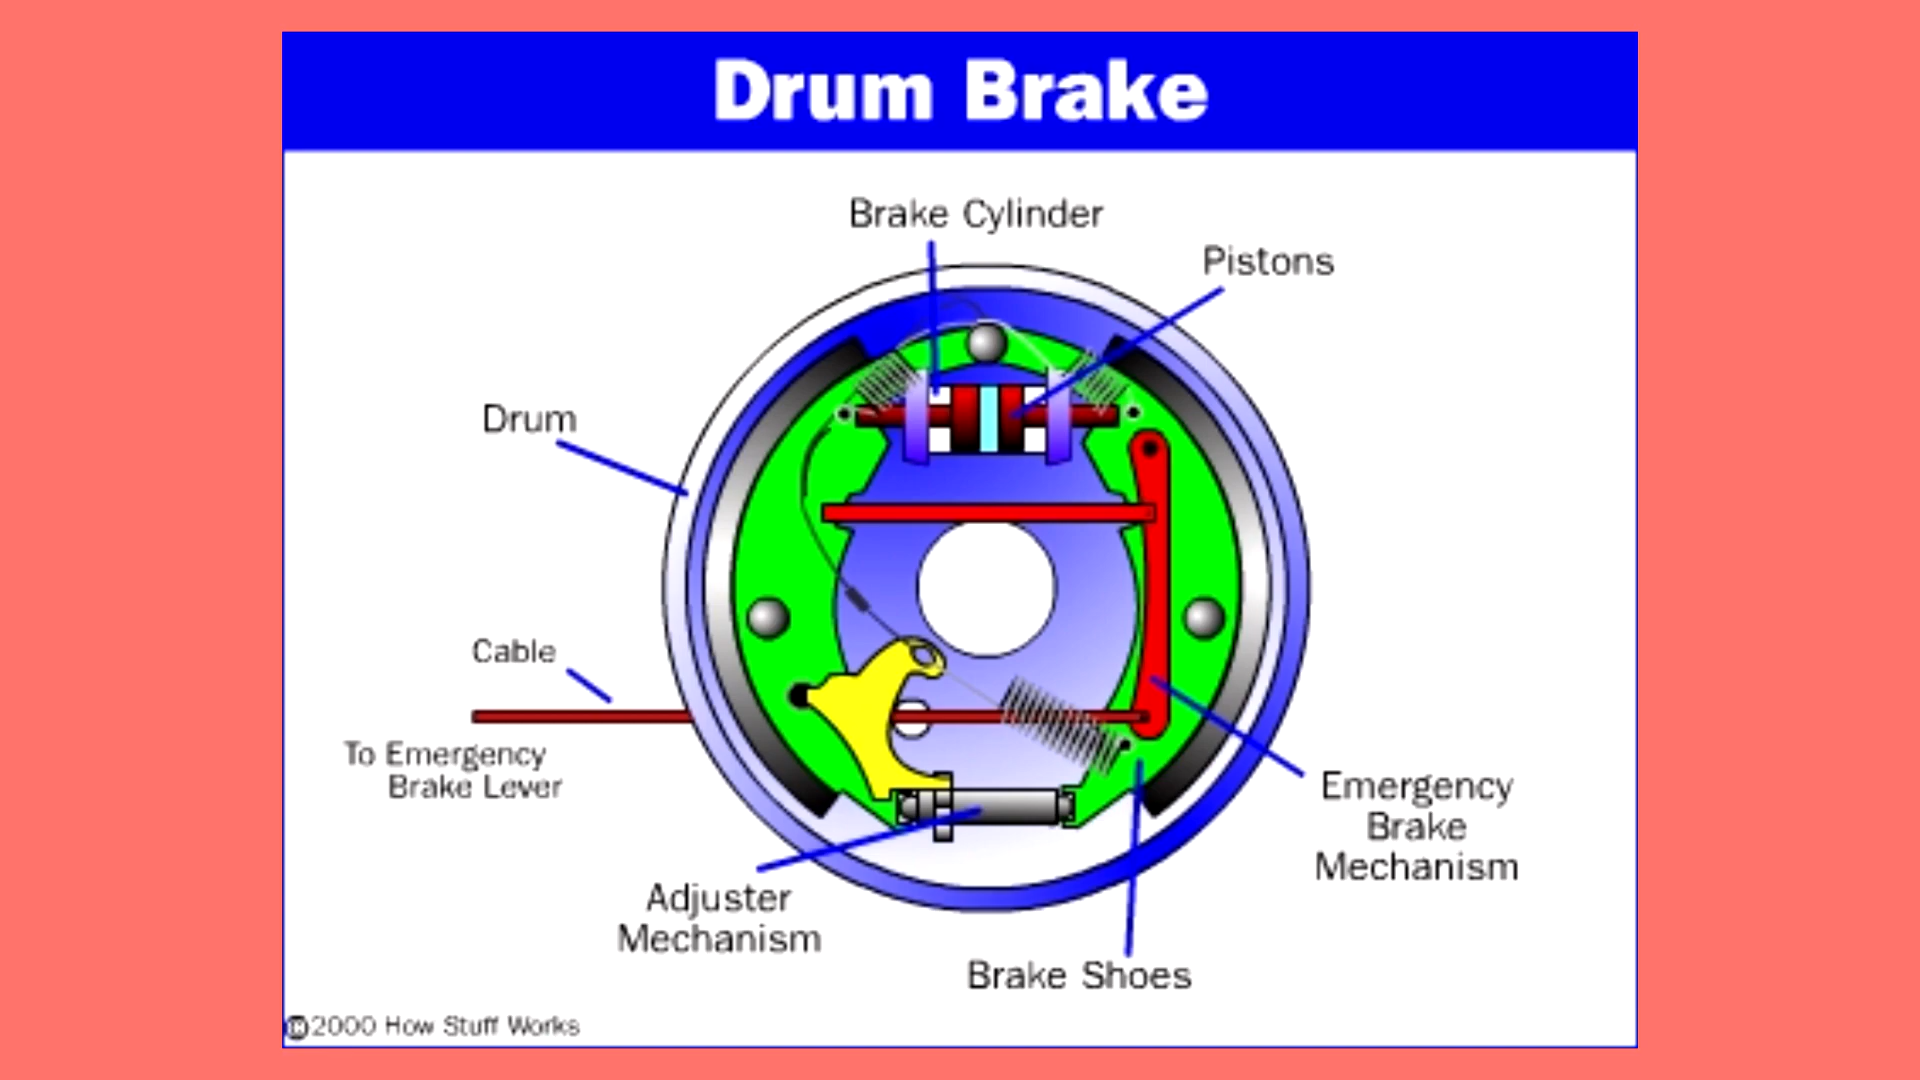 Drum Brake
Brake Cylinder
Pistons
Drum
Cable
To Emergency
Brake Lever
Emergency
Brake
Mechanism
Adjuster
Mechanism
Brake Shoes
©2000 How Stuff Works